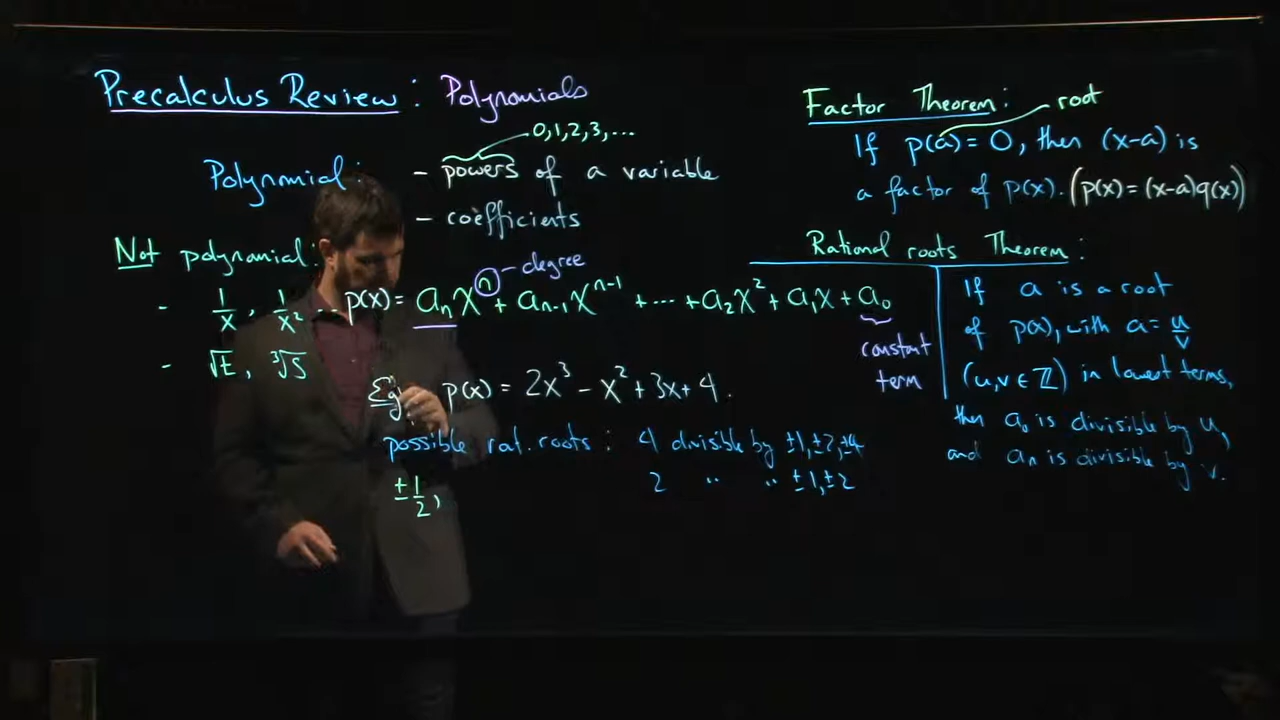 Precalculus Review: Polynomials
0,1,2,3,...
Polynomial: - powers of a variable
- coefficients
Not polynomial:
- 1/x, 1/x²
- √t, ³√5
degree
p(x) = aₙxⁿ + aₙ₋₁xⁿ⁻¹ + ... + a₂x² + a₁x + a₀
constant term
Eg. p(x) = 2x³ - x² + 3x + 4.
possible rat. roots: 4 divisible by ±1, ±2, ±4
2 " " ±1, ±2
±1/2,
Factor Theorem: root
If p(a) = 0, then (x-a) is
a factor of p(x). (p(x) = (x-a)q(x))
Rational roots Theorem:
If a is a root
of p(x), with a = u/v
(u,v ∈ ℤ) in lowest terms,
then a₀ is divisible by u,
and aₙ is divisible by v.